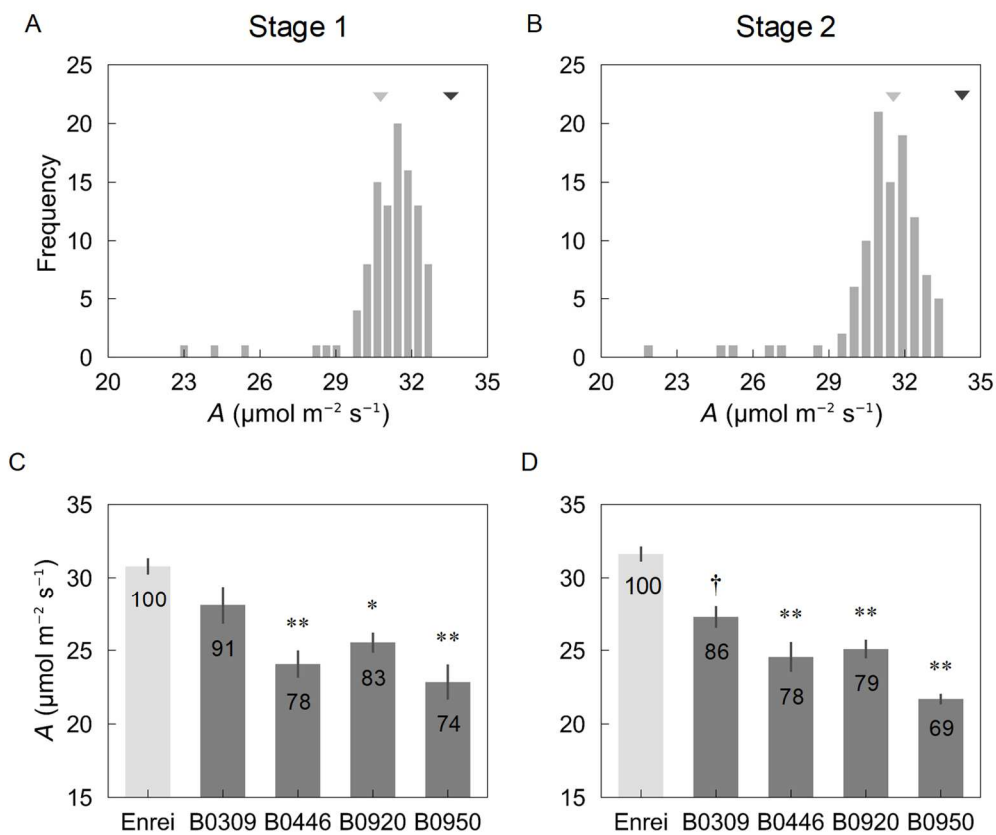 A
Stage 1
B
Stage 2
25
20
15
10
5
0
Frequency
20 23 26 29 32 35
A (μmol m⁻² s⁻¹)
25
20
15
10
5
0
20 23 26 29 32 35
A (μmol m⁻² s⁻¹)
C
35
30
25
20
15
A (μmol m⁻² s⁻¹)
** * **
100 91 78 83 74
Enrei B0309 B0446 B0920 B0950
D
35
30
25
20
15
† ** ** **
100 86 78 79 69
Enrei B0309 B0446 B0920 B0950